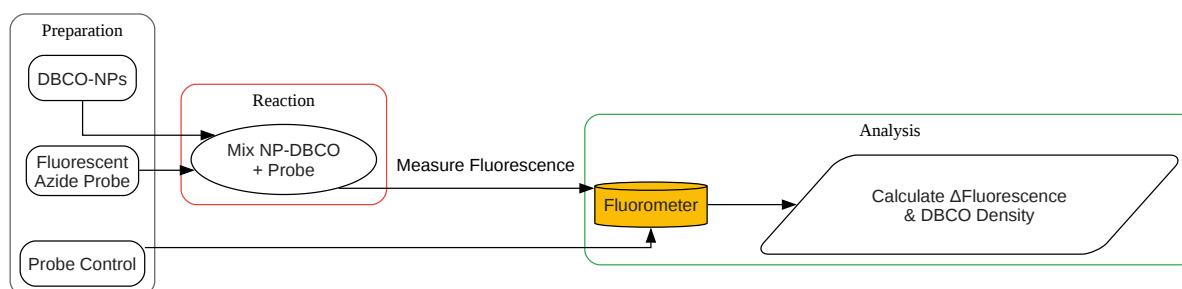 Preparation
DBCO-NPs
Fluorescent
Azide Probe
Probe Control
Reaction
Mix NP-DBCO
+ Probe
Measure Fluorescence
Analysis
Fluorometer
Calculate ΔFluorescence
& DBCO Density